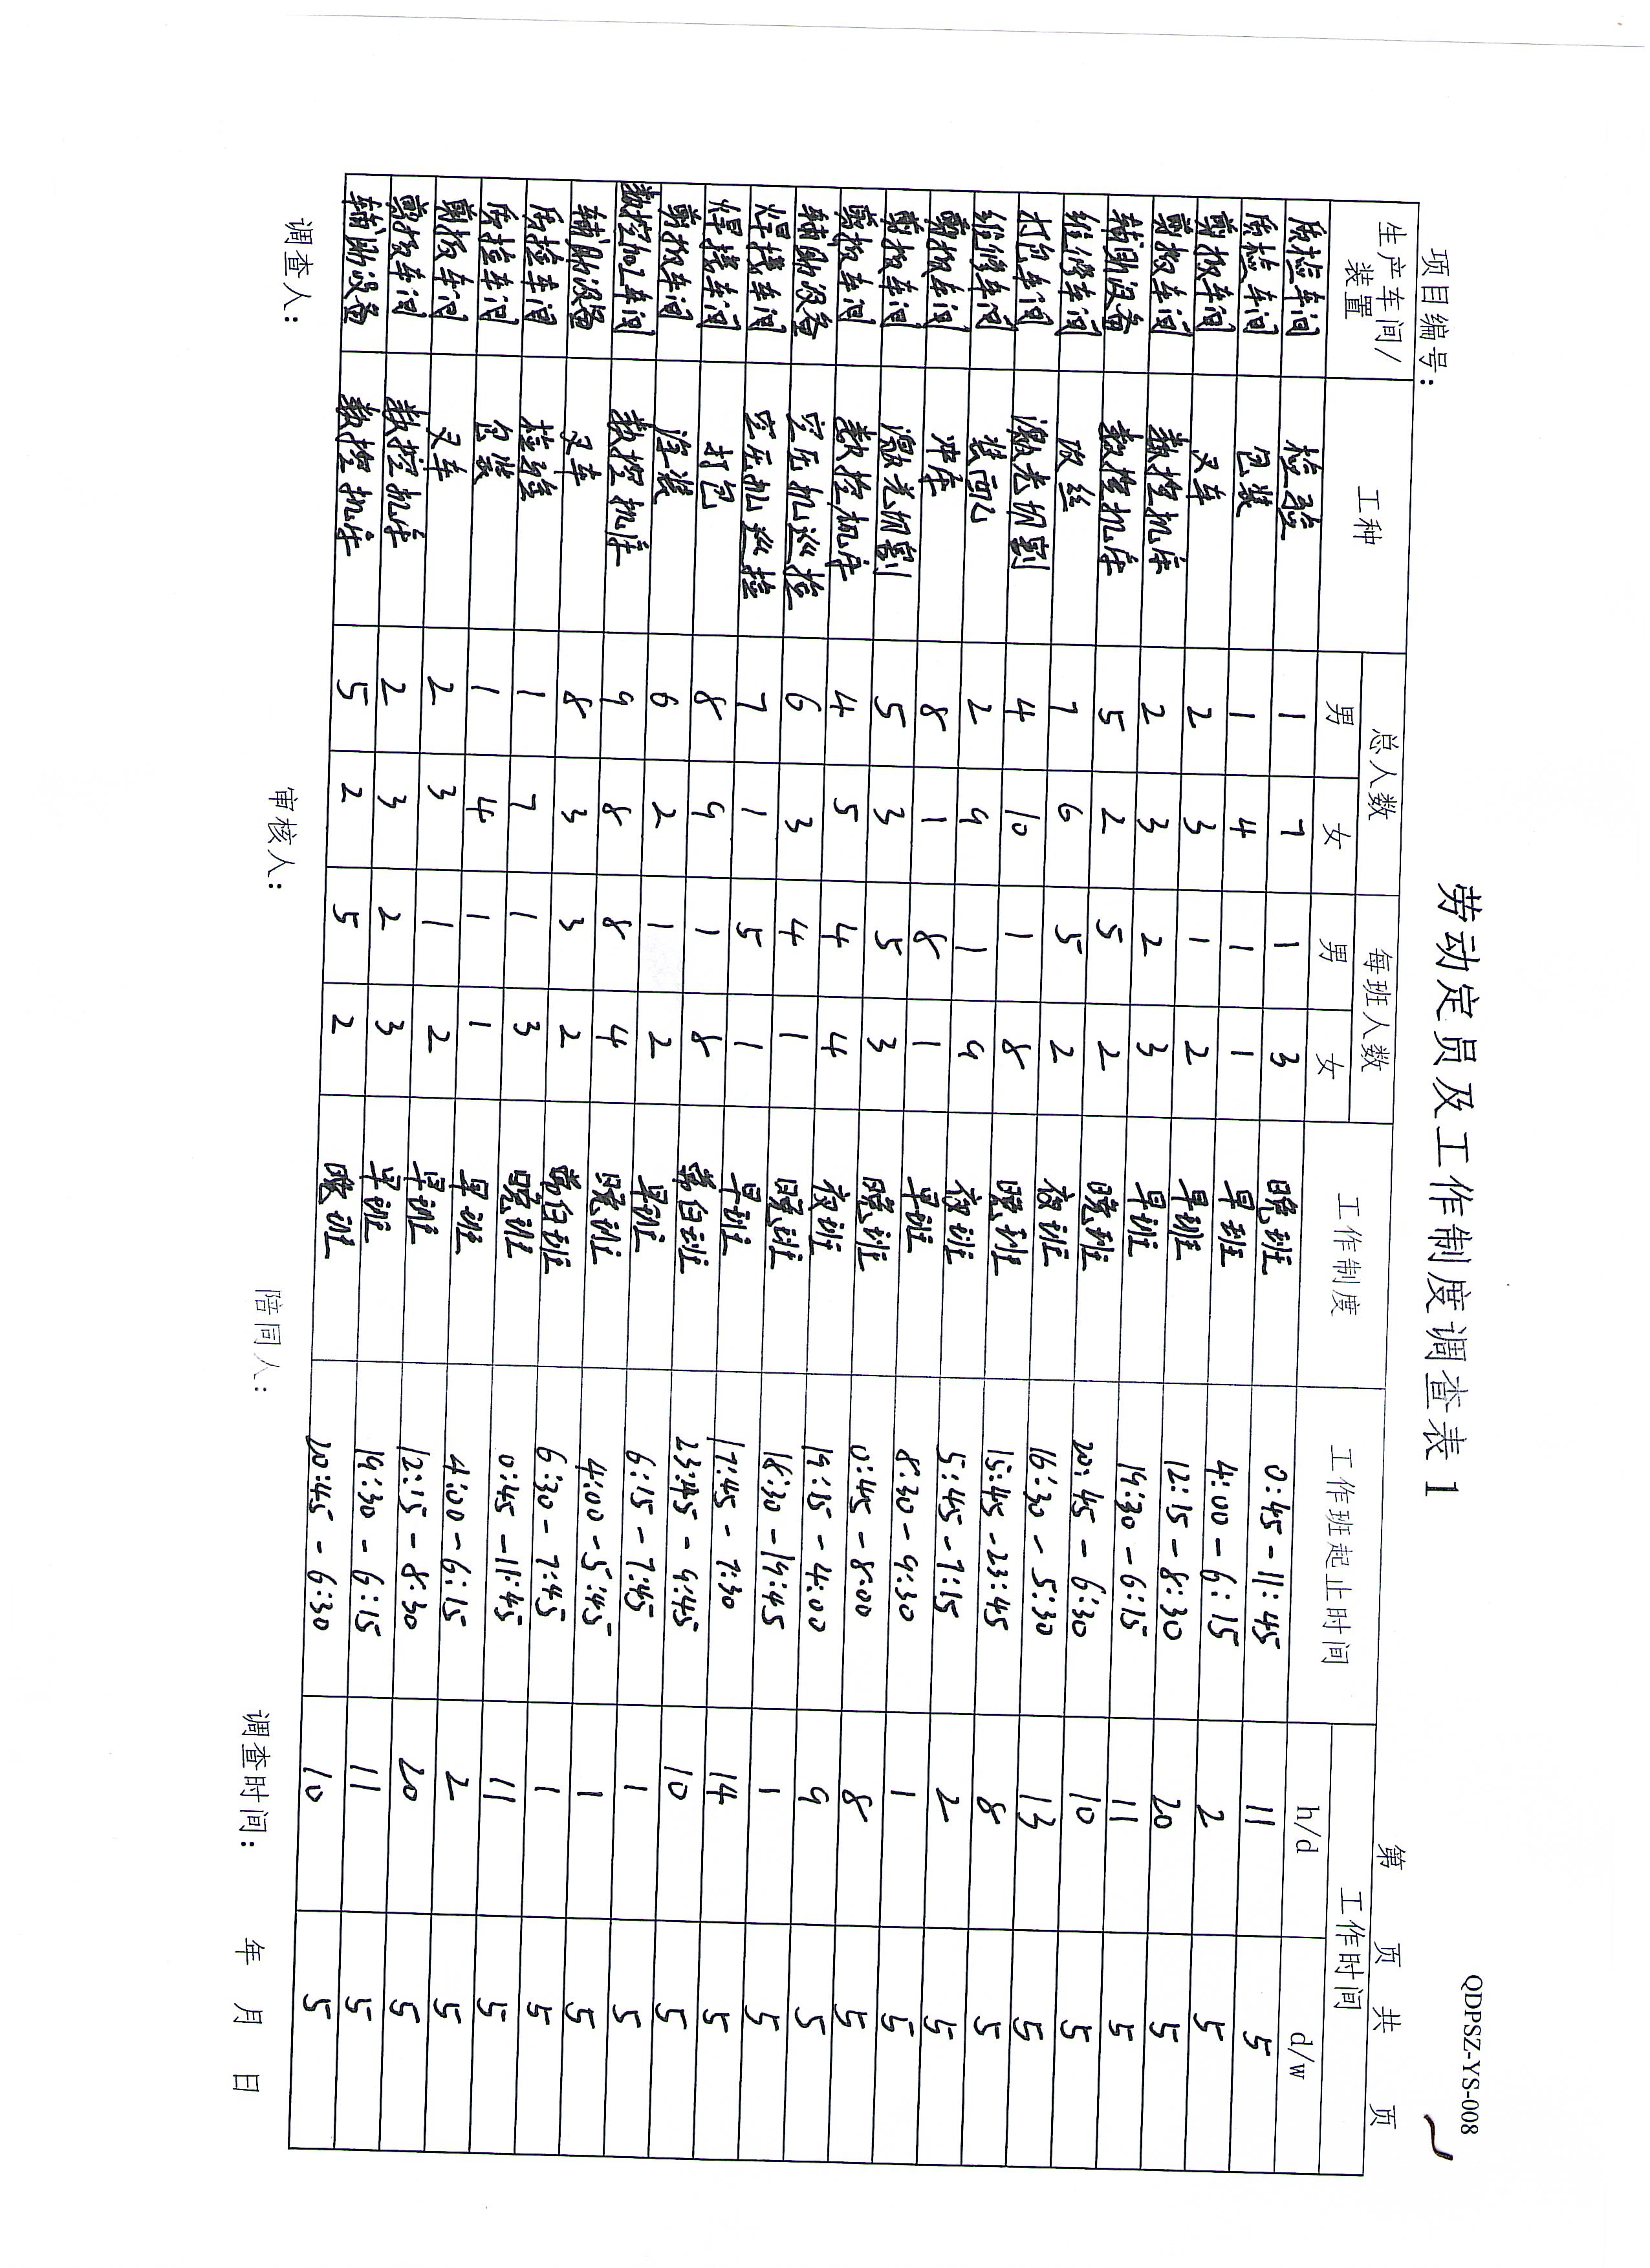 QDPSZ-YS-008
劳动定员及工作制度调查表 1
项目编号： 第 页 共 页
生产车间/装置 工种 总人数 每班人数 工作制度 工作班起止时间 工作时间
男 女 男 女 h/d d/w
质检车间 检验 1 7 1 3 晚班 0:45-11:45 11 5
质检车间 包装 1 4 1 1 早班 4:00-6:15 2 5
剪板车间 叉车 2 3 1 2 早班 12:15-8:30 20 5
剪板车间 数控机床 2 3 2 3 早班 19:30-6:15 11 5
辅助设备 数控机床 5 2 5 2 晚班 20:45-6:30 10 5
维修车间 攻丝 7 6 5 2 夜班 16:30-5:30 13 5
打包车间 激光切割 4 10 1 8 晚班 15:45-23:45 8 5
维修车间 装配 2 9 1 9 夜班 5:45-7:15 2 5
剪板车间 冲床 8 1 8 1 早班 8:30-9:30 1 5
剪板车间 激光切割 5 3 5 3 晚班 0:45-8:00 8 5
剪板车间 数控机床 4 5 4 4 夜班 19:15-4:00 9 5
辅助设备 空压机巡检 6 3 4 1 晚班 18:30-19:45 1 5
焊接车间 空压机巡检 7 1 5 1 早班 17:45-7:30 14 5
焊接车间 打包 8 9 1 8 常白班 23:45-9:45 10 5
剪板车间 涂装 6 2 1 2 早班 6:15-7:45 1 5
数控加工车间 数控机床 9 8 8 4 晚班 4:00-5:45 1 5
辅助设备 叉车 8 3 3 2 常白班 6:30-7:45 1 5
质检车间 检验 1 7 1 3 晚班 0:45-11:45 11 5
质检车间 包装 1 4 1 1 早班 4:00-6:15 2 5
剪板车间 叉车 2 3 1 2 早班 12:15-8:30 20 5
剪板车间 数控机床 2 3 2 3 早班 19:30-6:15 11 5
辅助设备 数控机床 5 2 5 2 晚班 20:45-6:30 10 5
调查人： 审核人： 陪同人： 调查时间： 年 月 日